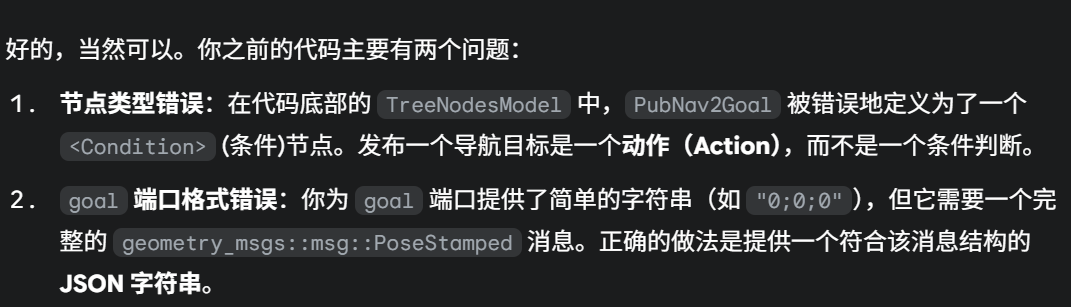 好的，当然可以。你之前的代码主要有两个问题：
1. 节点类型错误：在代码底部的 TreeNodesModel 中，PubNav2Goal 被错误地定义为了一个
<Condition> (条件)节点。发布一个导航目标是一个动作（Action），而不是一个条件判断。
2. goal 端口格式错误：你为 goal 端口提供了简单的字符串（如 "0;0;0"），但它需要一个完
整的 geometry_msgs::msg::PoseStamped 消息。正确的做法是提供一个符合该消息结构的
JSON 字符串。